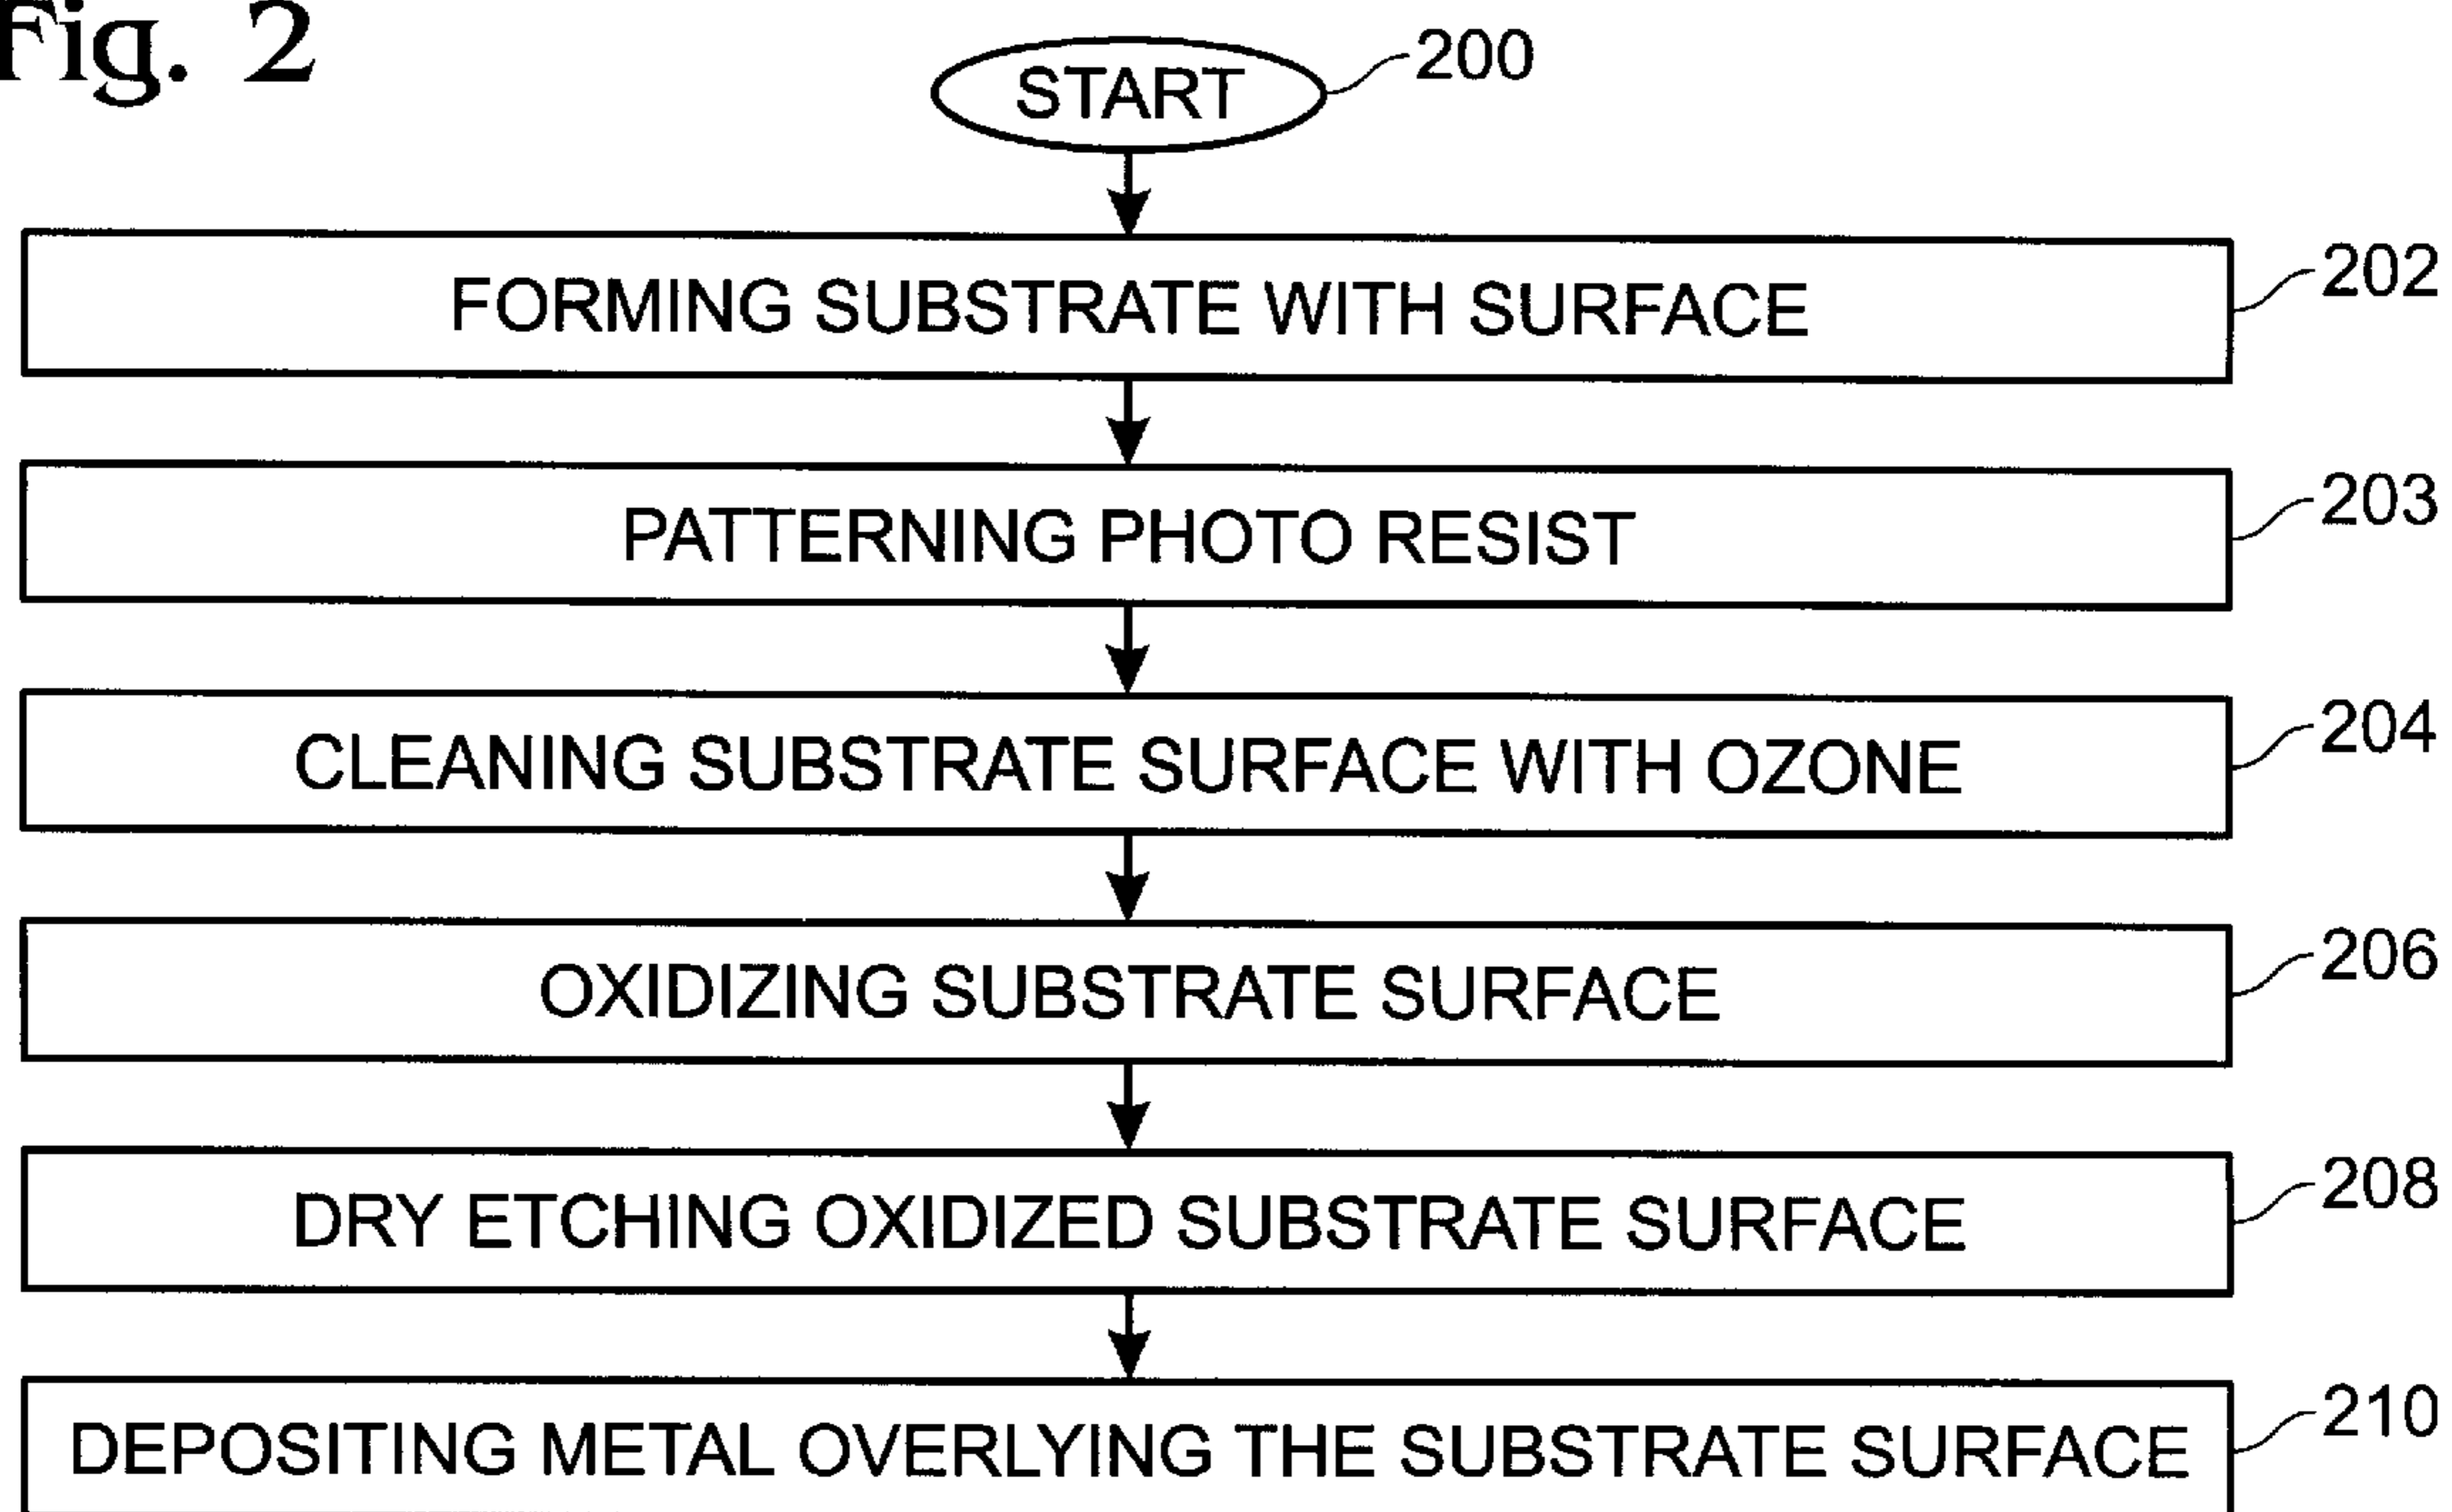 Fig. 2
START
200
FORMING SUBSTRATE WITH SURFACE
202
PATTERNING PHOTO RESIST
203
CLEANING SUBSTRATE SURFACE WITH OZONE
204
OXIDIZING SUBSTRATE SURFACE
206
DRY ETCHING OXIDIZED SUBSTRATE SURFACE
208
DEPOSITING METAL OVERLYING THE SUBSTRATE SURFACE
210